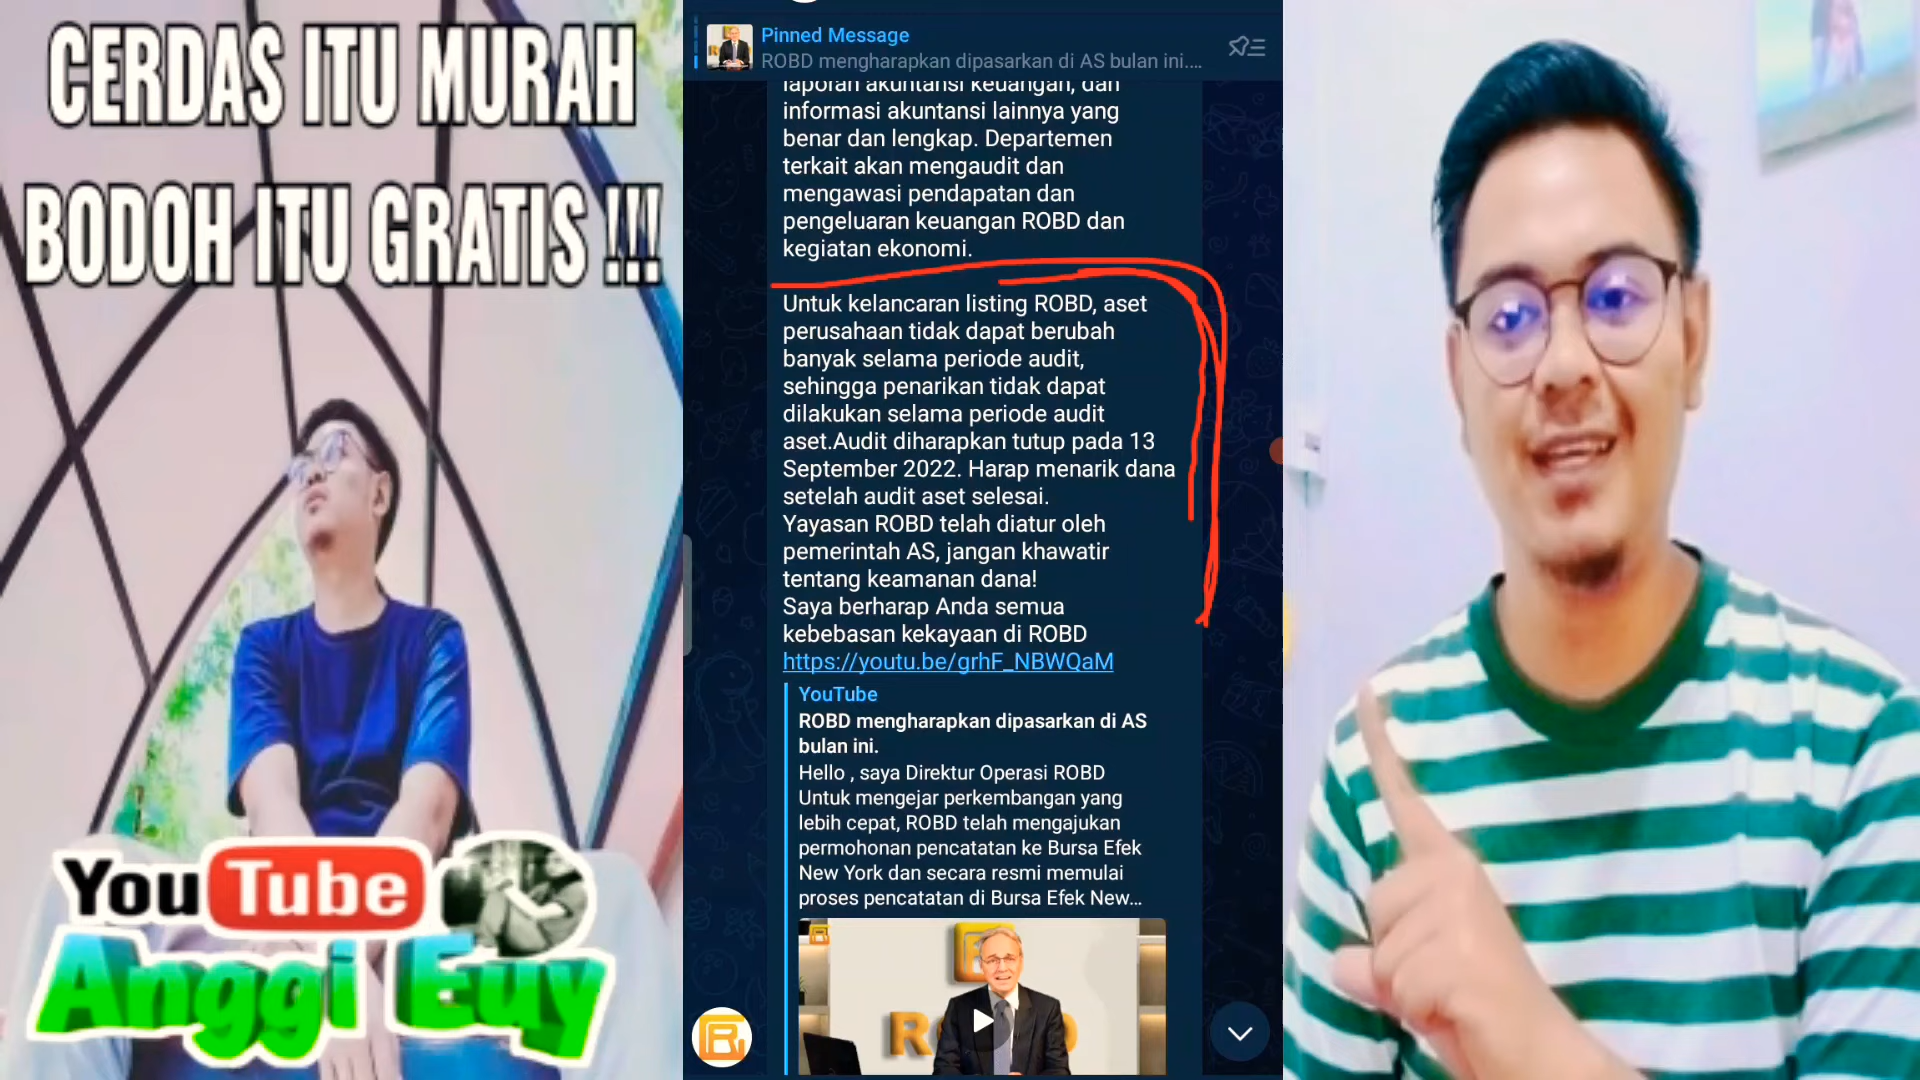 CERDAS ITU MURAH
BODOH ITU GRATIS !!!
YouTube
Anggi Euy
Pinned Message
ROBD mengharapkan dipasarkan di AS bulan ini....
laporan akuntansi keuangan, dan
informasi akuntansi lainnya yang
benar dan lengkap. Departemen
terkait akan mengaudit dan
mengawasi pendapatan dan
pengeluaran keuangan ROBD dan
kegiatan ekonomi.
Untuk kelancaran listing ROBD, aset
perusahaan tidak dapat berubah
banyak selama periode audit,
sehingga penarikan tidak dapat
dilakukan selama periode audit
aset.Audit diharapkan tutup pada 13
September 2022. Harap menarik dana
setelah audit aset selesai.
Yayasan ROBD telah diatur oleh
pemerintah AS, jangan khawatir
tentang keamanan dana!
Saya berharap Anda semua
kebebasan kekayaan di ROBD
https://youtu.be/grhF_NBWQaM
YouTube
ROBD mengharapkan dipasarkan di AS
bulan ini.
Hello , saya Direktur Operasi ROBD
Untuk mengejar perkembangan yang
lebih cepat, ROBD telah mengajukan
permohonan pencatatan ke Bursa Efek
New York dan secara resmi memulai
proses pencatatan di Bursa Efek New...